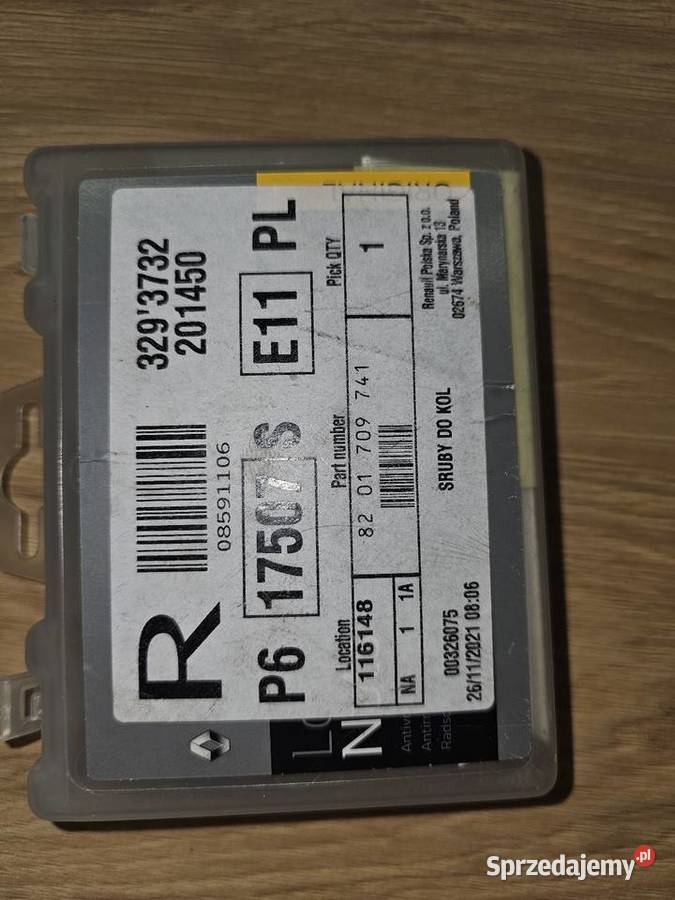 R
08591106
329'3732
201450
P6 17507 S E11 PL
Location
Part number
Pick QTY
116148
82 01 709 741
1
NA 1 1A
00326075
26/11/2021 08:06
SRUBY DO KOL
Renault Polska Sp. z o.o.
ul. Marynarska 13
02674 Warszawa, Poland
Sprzedajemy.pl